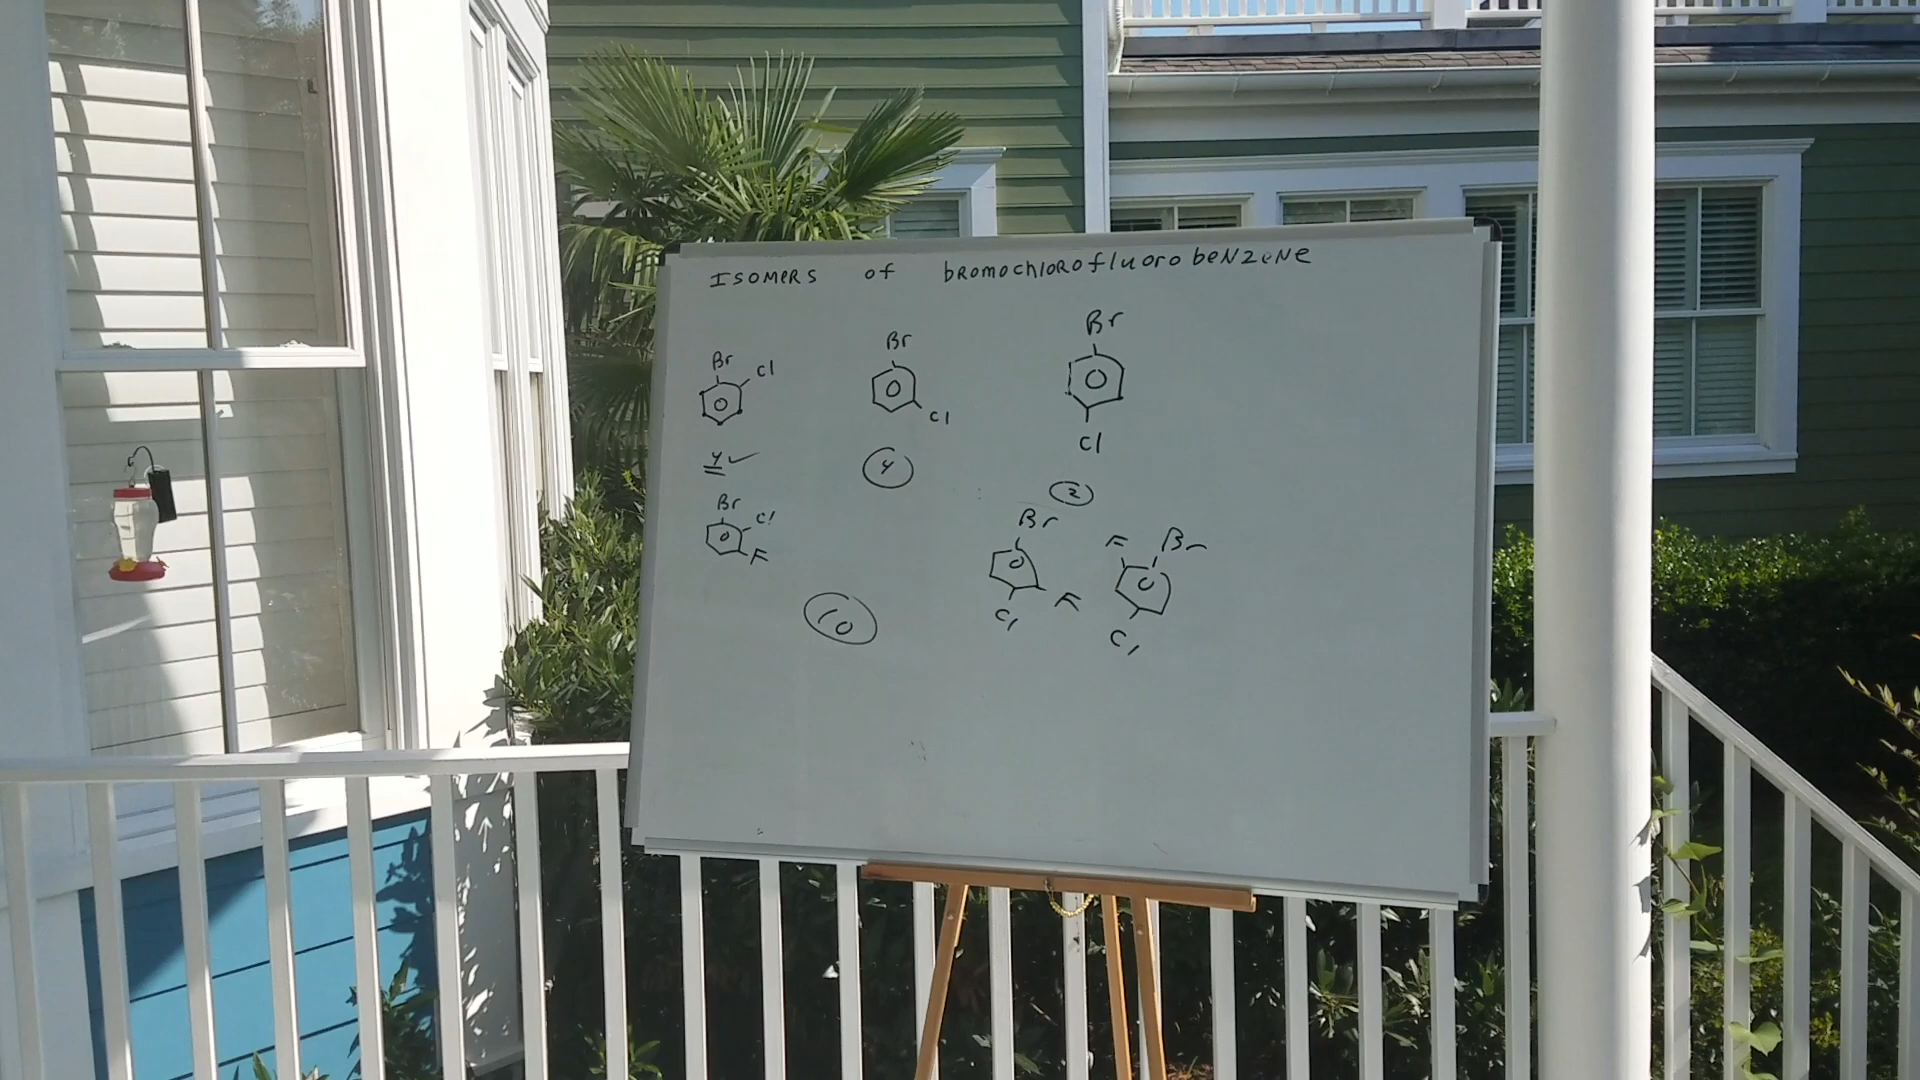 Isomers of bromochlorofluorobenzene
Br
Cl
Br
Cl
Br
Cl
4 ✓
4
2
Br
Cl
F
Br
F
Cl
F
Br
Cl
10